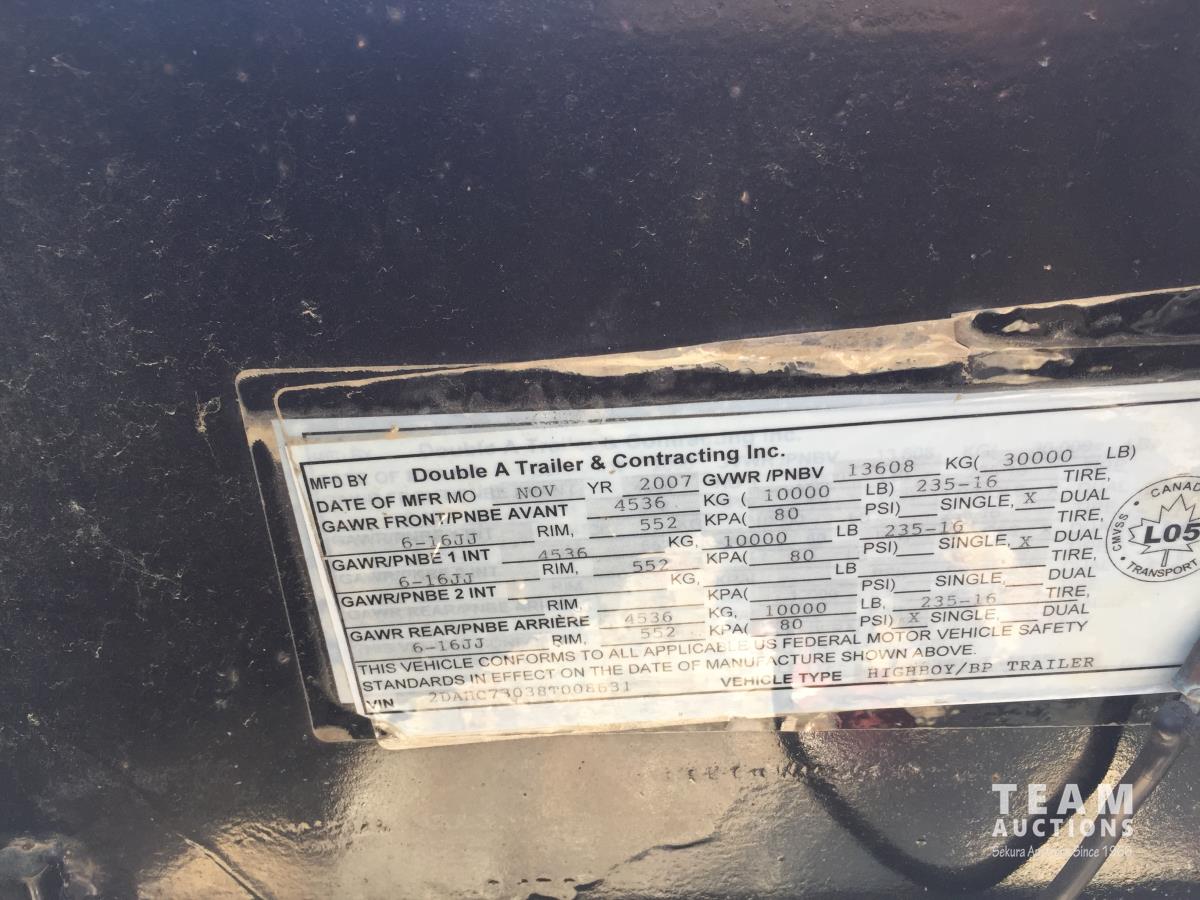 MFD BY Double A Trailer & Contracting Inc.
DATE OF MFR MO NOV YR 2007 GVWR /PNBV 13608 KG( 30000 LB)
GAWR FRONT/PNBE AVANT 4536 KG ( 10000 LB) 235-16 TIRE,
6-16JJ RIM, 552 KPA( 80 PSI) SINGLE, X DUAL
GAWR/PNBE 1 INT 4536 KG, 10000 LB 235-16 TIRE,
6-16JJ RIM, 552 KPA( 80 PSI) SINGLE, X DUAL
GAWR/PNBE 2 INT KG, LB TIRE,
RIM, KPA( PSI) SINGLE, DUAL
GAWR REAR/PNBE ARRIÈRE 4536 KG, 10000 LB, 235-16 TIRE,
6-16JJ RIM, 552 KPA( 80 PSI) X SINGLE, DUAL
THIS VEHICLE CONFORMS TO ALL APPLICABLE US FEDERAL MOTOR VEHICLE SAFETY
STANDARDS IN EFFECT ON THE DATE OF MANUFACTURE SHOWN ABOVE.
VIN VEHICLE TYPE HIGHBOY/BP TRAILER
CANAD
CMVSS
L05
TRANSPORT
TEAM
AUCTIONS
Since